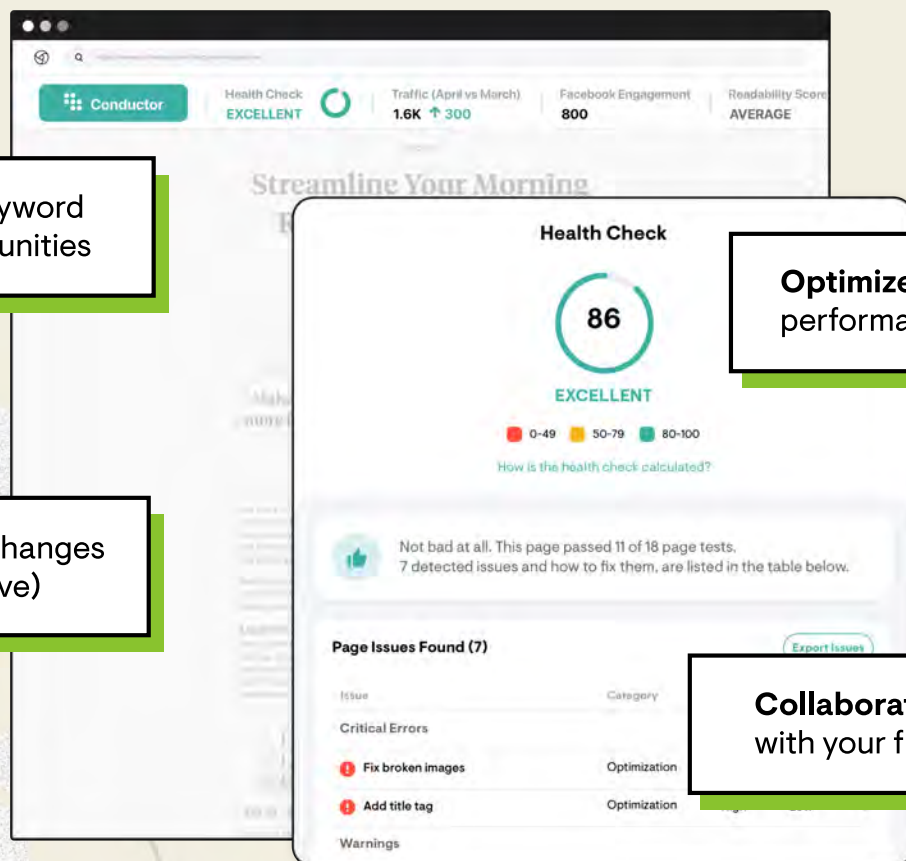 Conductor
Health Check
EXCELLENT
Traffic (April vs March)
1.6K ↑ 300
Facebook Engagement
800
Readability Score
AVERAGE
Streamline Your Morning
yword
unities
Health Check
86
EXCELLENT
0-49 50-79 80-100
How is the health check calculated?
Optimize
performa
hanges
ve)
Not bad at all. This page passed 11 of 18 page tests.
7 detected issues and how to fix them, are listed in the table below.
Page Issues Found (7)
Export Issues
Issue Category
Critical Errors
Fix broken images Optimization
Add title tag Optimization
Warnings
Collaborat
with your f